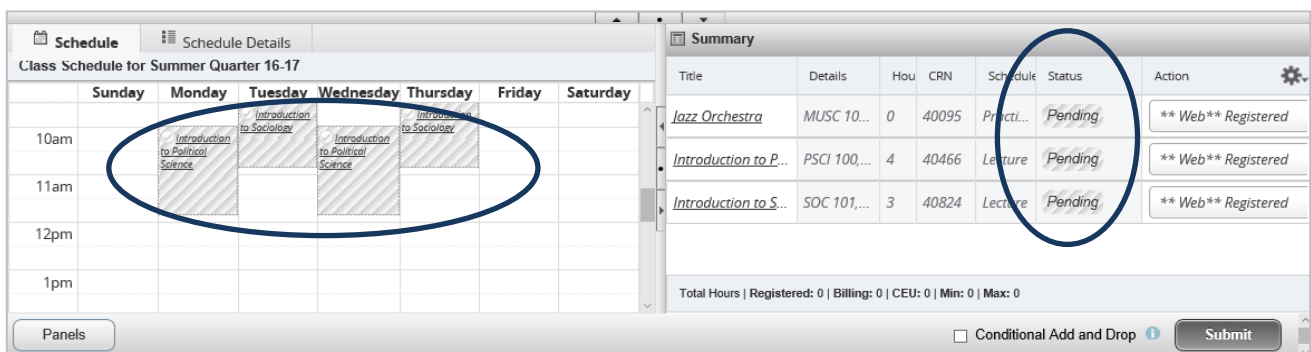 Schedule
Schedule Details
Class Schedule for Summer Quarter 16-17
Sunday Monday Tuesday Wednesday Thursday Friday Saturday
10am
11am
12pm
1pm
Introduction
to Political
Science
Introduction
to Sociology
Introduction
to Political
Science
Introduction
to Sociology
Summary
Title Details Hou CRN Schedule Status Action
Jazz Orchestra MUSC 10... 0 40095 Practi... Pending ** Web** Registered
Introduction to P... PSCI 100,... 4 40466 Lecture Pending ** Web** Registered
Introduction to S... SOC 101,... 3 40824 Lecture Pending ** Web** Registered
Total Hours | Registered: 0 | Billing: 0 | CEU: 0 | Min: 0 | Max: 0
Panels
Conditional Add and Drop
Submit